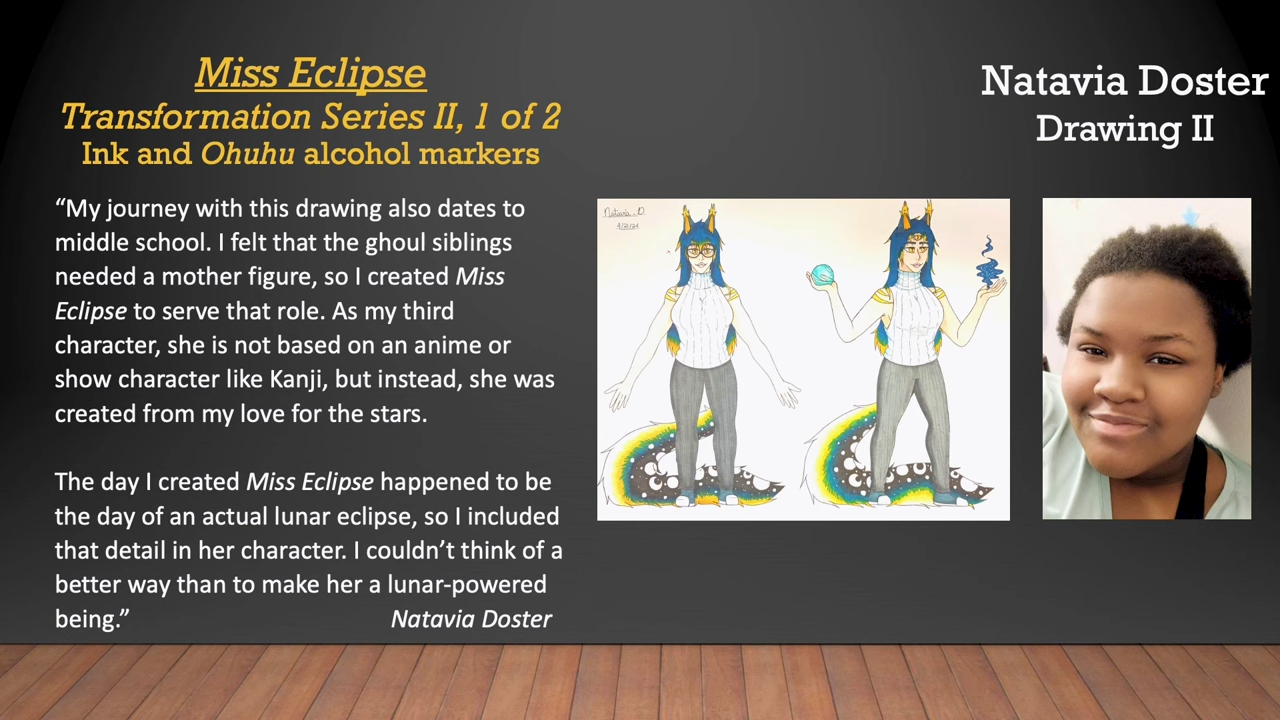 Miss Eclipse
Transformation Series II, 1 of 2
Ink and Ohuhu alcohol markers
Natavia Doster
Drawing II
“My journey with this drawing also dates to
middle school. I felt that the ghoul siblings
needed a mother figure, so I created Miss
Eclipse to serve that role. As my third
character, she is not based on an anime or
show character like Kanji, but instead, she was
created from my love for the stars.
The day I created Miss Eclipse happened to be
the day of an actual lunar eclipse, so I included
that detail in her character. I couldn’t think of a
better way than to make her a lunar-powered
being.” Natavia Doster
Natavia . D